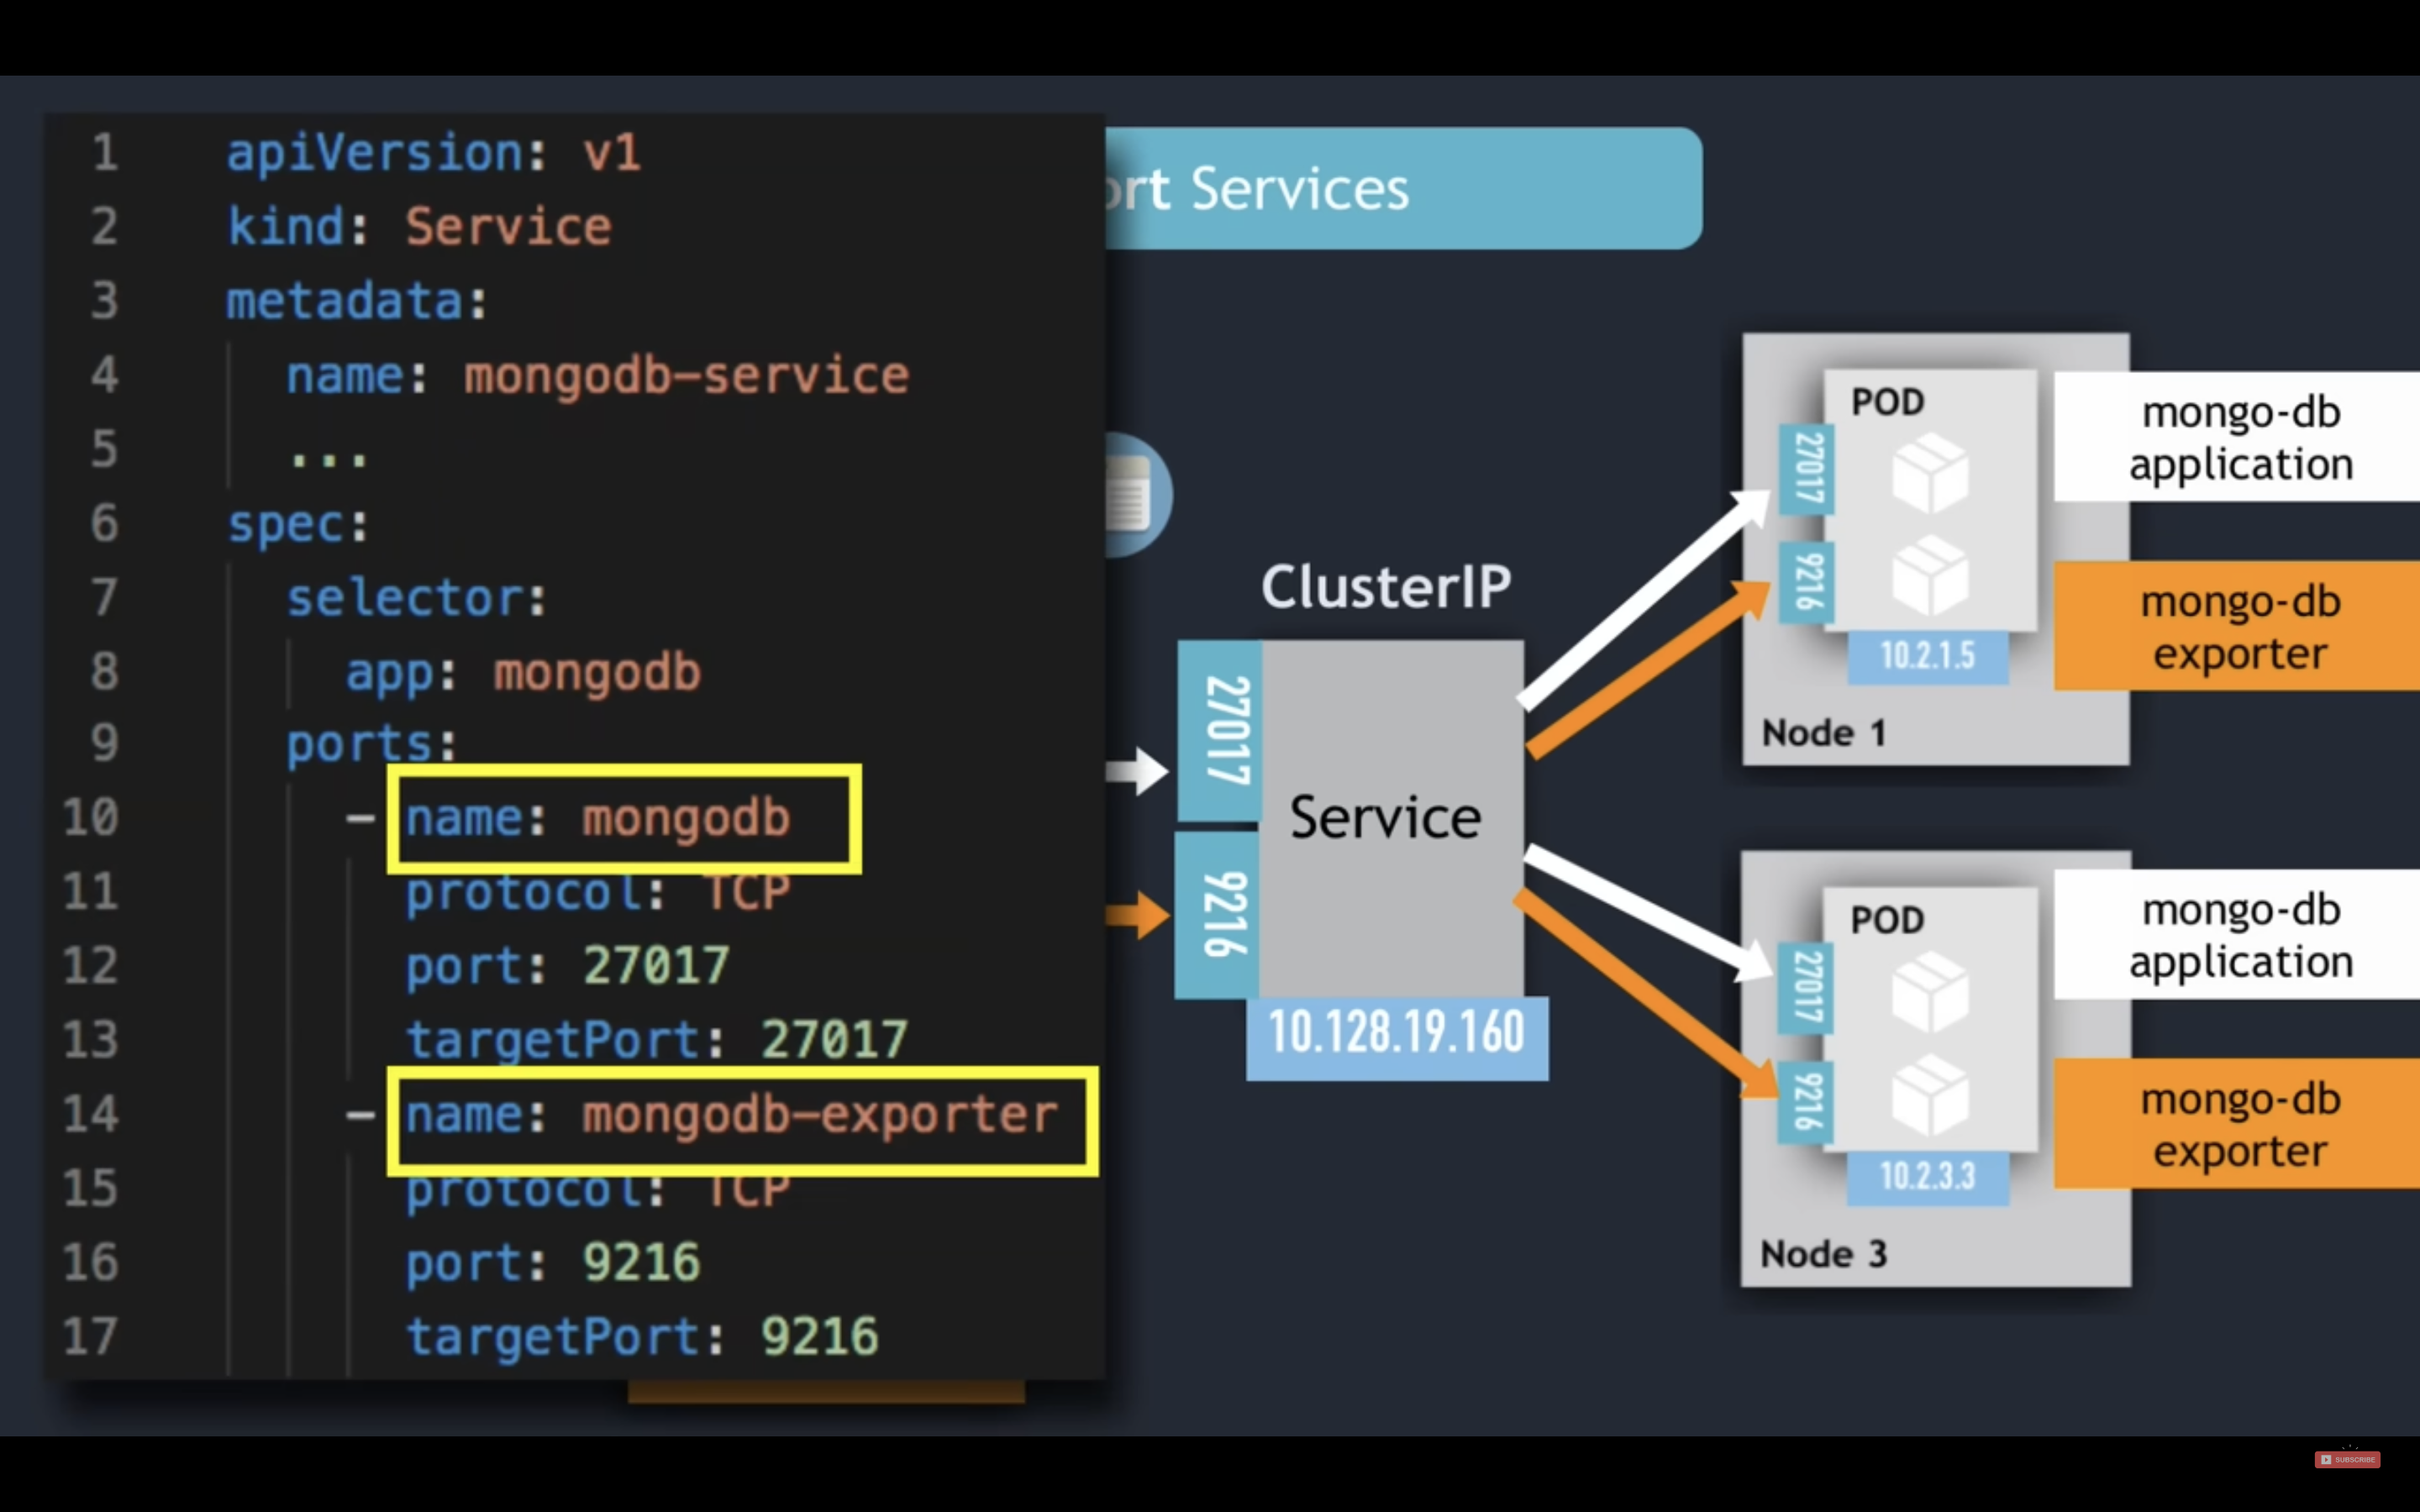 1 apiVersion: v1
2 kind: Service
3 metadata:
4 name: mongodb-service
5 ...
6 spec:
7 selector:
8 app: mongodb
9 ports:
10 - name: mongodb
11 protocol: TCP
12 port: 27017
13 targetPort: 27017
14 - name: mongodb-exporter
15 protocol: TCP
16 port: 9216
17 targetPort: 9216
ort Services
ClusterIP
27017
9216
Service
10.128.19.160
POD
27017
9216
10.2.1.5
Node 1
mongo-db
application
mongo-db
exporter
POD
27017
9216
10.2.3.3
Node 3
mongo-db
application
mongo-db
exporter
SUBSCRIBE